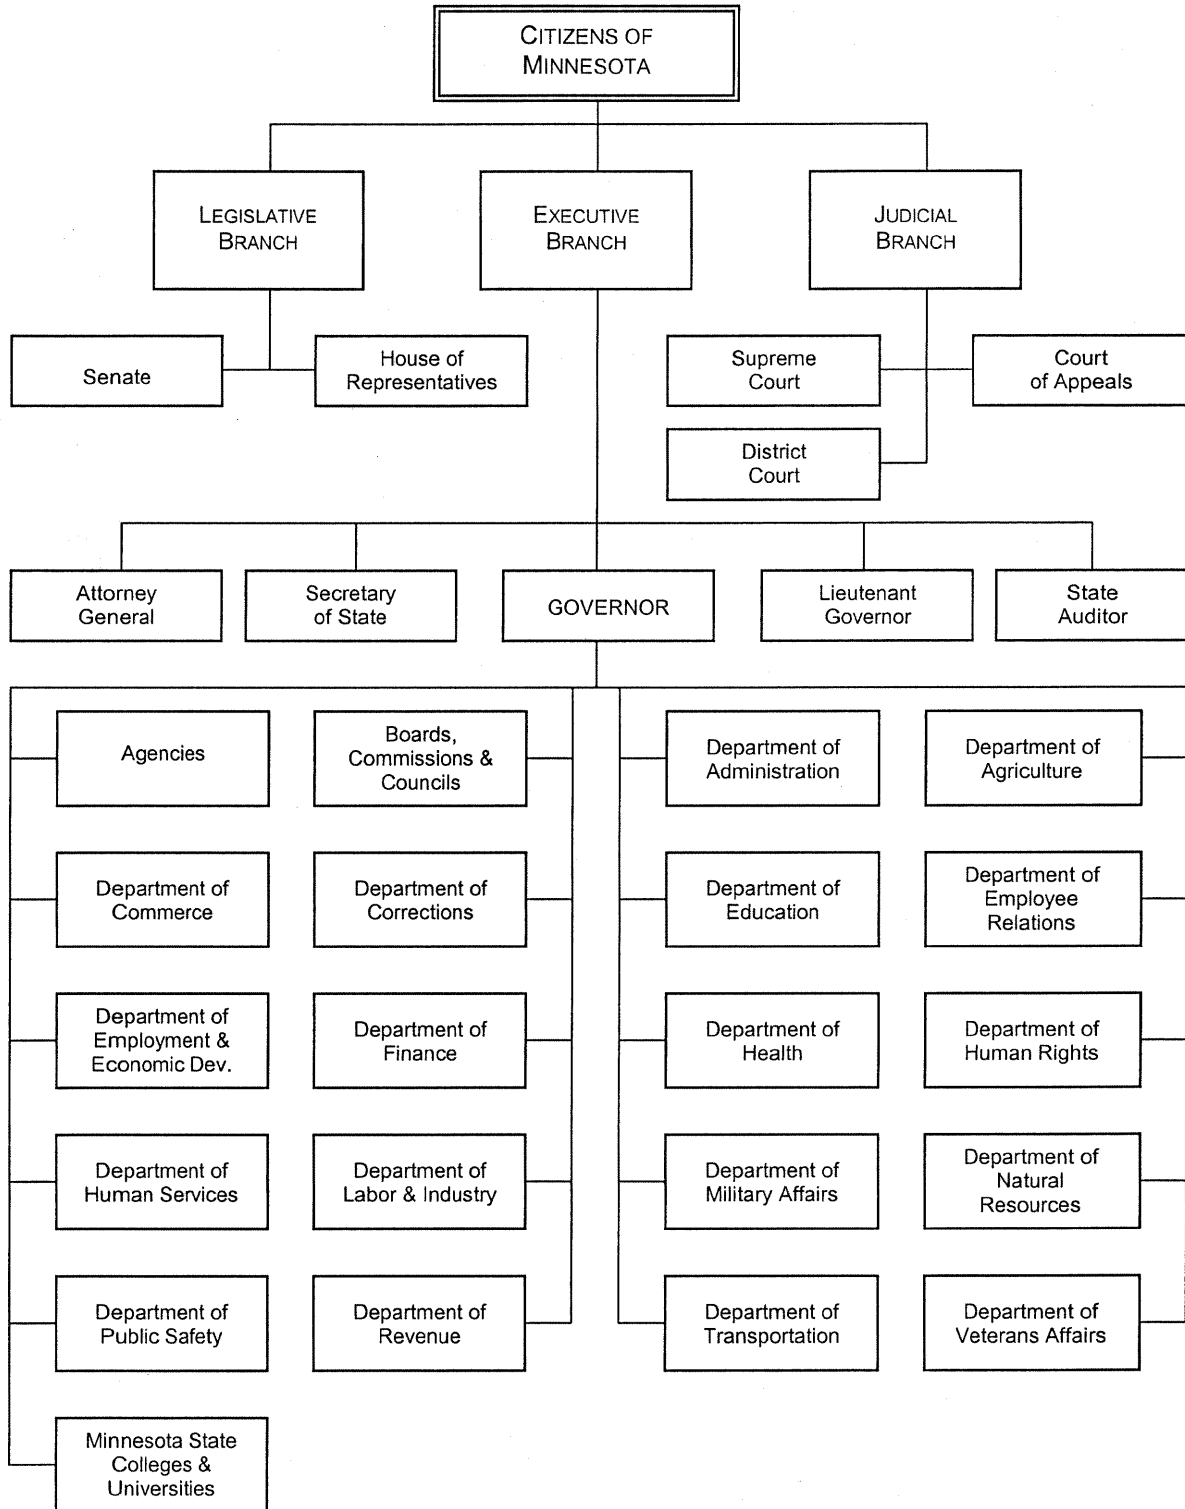 CITIZENS OF
MINNESOTA
LEGISLATIVE
BRANCH
EXECUTIVE
BRANCH
JUDICIAL
BRANCH
Senate
House of
Representatives
Supreme
Court
Court
of Appeals
District
Court
Attorney
General
Secretary
of State
GOVERNOR
Lieutenant
Governor
State
Auditor
Agencies
Boards,
Commissions &
Councils
Department of
Administration
Department of
Agriculture
Department of
Commerce
Department of
Corrections
Department of
Education
Department of
Employee
Relations
Department of
Employment &
Economic Dev.
Department of
Finance
Department of
Health
Department of
Human Rights
Department of
Human Services
Department of
Labor & Industry
Department of
Military Affairs
Department of
Natural
Resources
Department of
Public Safety
Department of
Revenue
Department of
Transportation
Department of
Veterans Affairs
Minnesota State
Colleges &
Universities